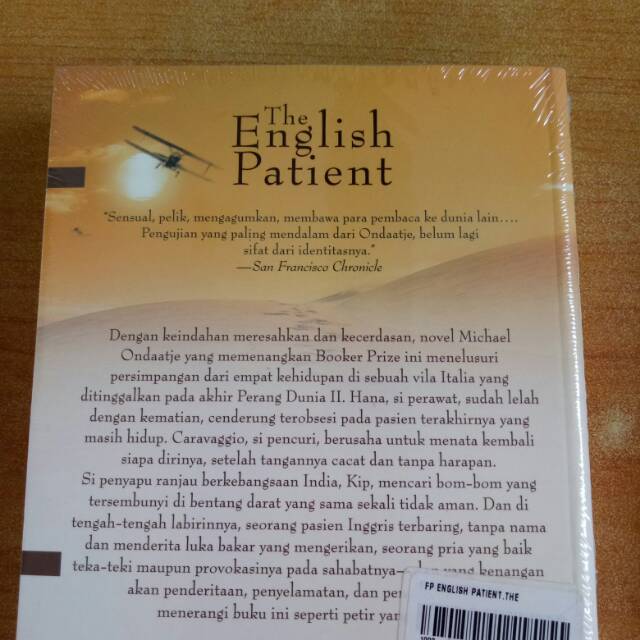 The
English
Patient
"Sensual, pelik, mengagumkan, membawa para pembaca ke dunia lain....
Pengujian yang paling mendalam dari Ondaatje, belum lagi
sifat dari identitasnya."
—San Francisco Chronicle
Dengan keindahan meresahkan dan kecerdasan, novel Michael
Ondaatje yang memenangkan Booker Prize ini menelusuri
persimpangan dari empat kehidupan di sebuah vila Italia yang
ditinggalkan pada akhir Perang Dunia II. Hana, si perawat, sudah lelah
dengan kematian, cenderung terobsesi pada pasien terakhirnya yang
masih hidup. Caravaggio, si pencuri, berusaha untuk menata kembali
siapa dirinya, setelah tangannya cacat dan tanpa harapan.
Si penyapu ranjau berkebangsaan India, Kip, mencari bom-bom yang
tersembunyi di bentang darat yang sama sekali tidak aman. Dan di
tengah-tengah labirinnya, seorang pasien Inggris terbaring, tanpa nama
dan menderita luka bakar yang mengerikan, seorang pria yang baik
teka-teki maupun provokasinya pada sahabatnya— yang kenangan
akan penderitaan, penyelamatan, dan
menerangi buku ini seperti petir
FP ENGLISH PATIENT.THE